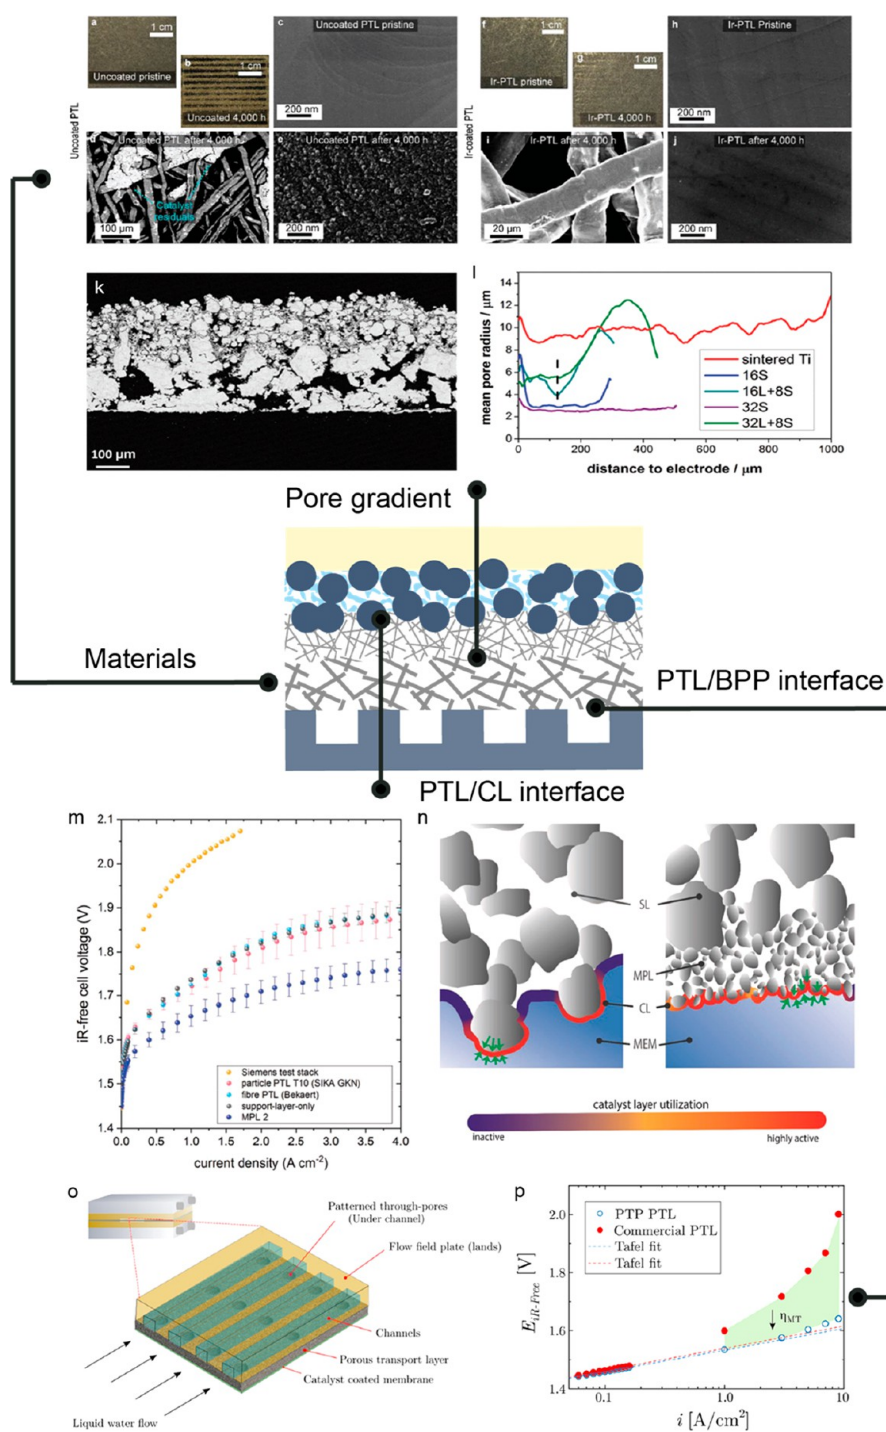 a
1 cm
Uncoated pristine
b
1 cm
Uncoated 4,000 h
c
Uncoated PTL pristine
200 nm
f
1 cm
Ir-PTL pristine
g
1 cm
Ir-PTL 4,000 h
h
Ir-PTL Pristine
200 nm
Uncoated PTL
d
Uncoated PTL after 4,000 h
Catalyst
residuals
100 µm
e
Uncoated PTL after 4,000 h
200 nm
Ir-coated PTL
i
Ir-PTL after 4,000 h
20 µm
j
Ir-PTL after 4,000 h
200 nm
k
100 µm
l
mean pore radius / µm
14
12
10
8
6
4
2
0
sintered Ti
16S
16L+8S
32S
32L+8S
0 200 400 600 800 1000
distance to electrode / µm
Pore gradient
Materials
PTL/BPP interface
PTL/CL interface
m
iR-free cell voltage (V)
2.1
2.0
1.9
1.8
1.7
1.6
1.5
1.4
Siemens test stack
particle PTL T10 (SIKA GKN)
fibre PTL (Bekaert)
support-layer-only
MPL 2
0.0 0.5 1.0 1.5 2.0 2.5 3.0 3.5 4.0
current density (A cm-2)
n
SL
MPL
CL
MEM
catalyst layer utilization
inactive
highly active
o
Patterned through-pores
(Under channel)
Flow field plate (lands)
Channels
Porous transport layer
Catalyst coated membrane
Liquid water flow
p
EiR-Free [V]
2.0
1.8
1.6
1.4
PTP PTL
Commercial PTL
Tafel fit
Tafel fit
ηMT
0.1 1.0 10
i [A/cm2]